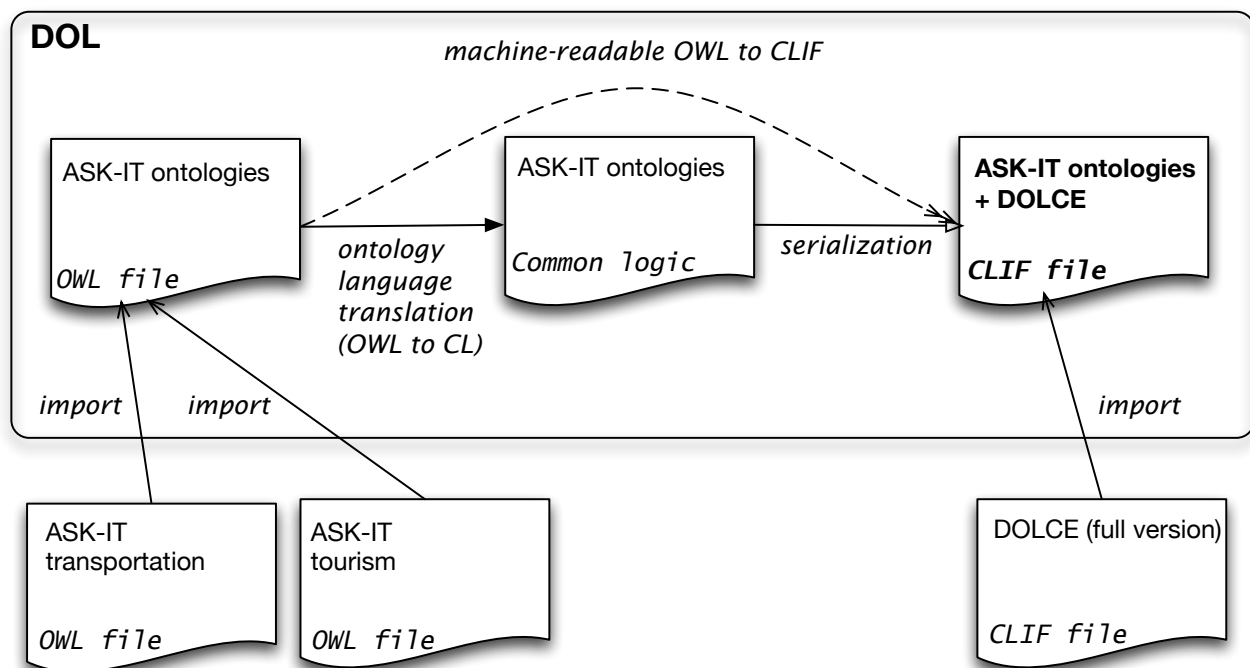 DOL
machine-readable OWL to CLIF
ASK-IT ontologies
OWL file
ontology
language
translation
(OWL to CL)
ASK-IT ontologies
Common logic
serialization
ASK-IT ontologies
+ DOLCE
CLIF file
import
import
import
ASK-IT
transportation
OWL file
ASK-IT
tourism
OWL file
DOLCE (full version)
CLIF file